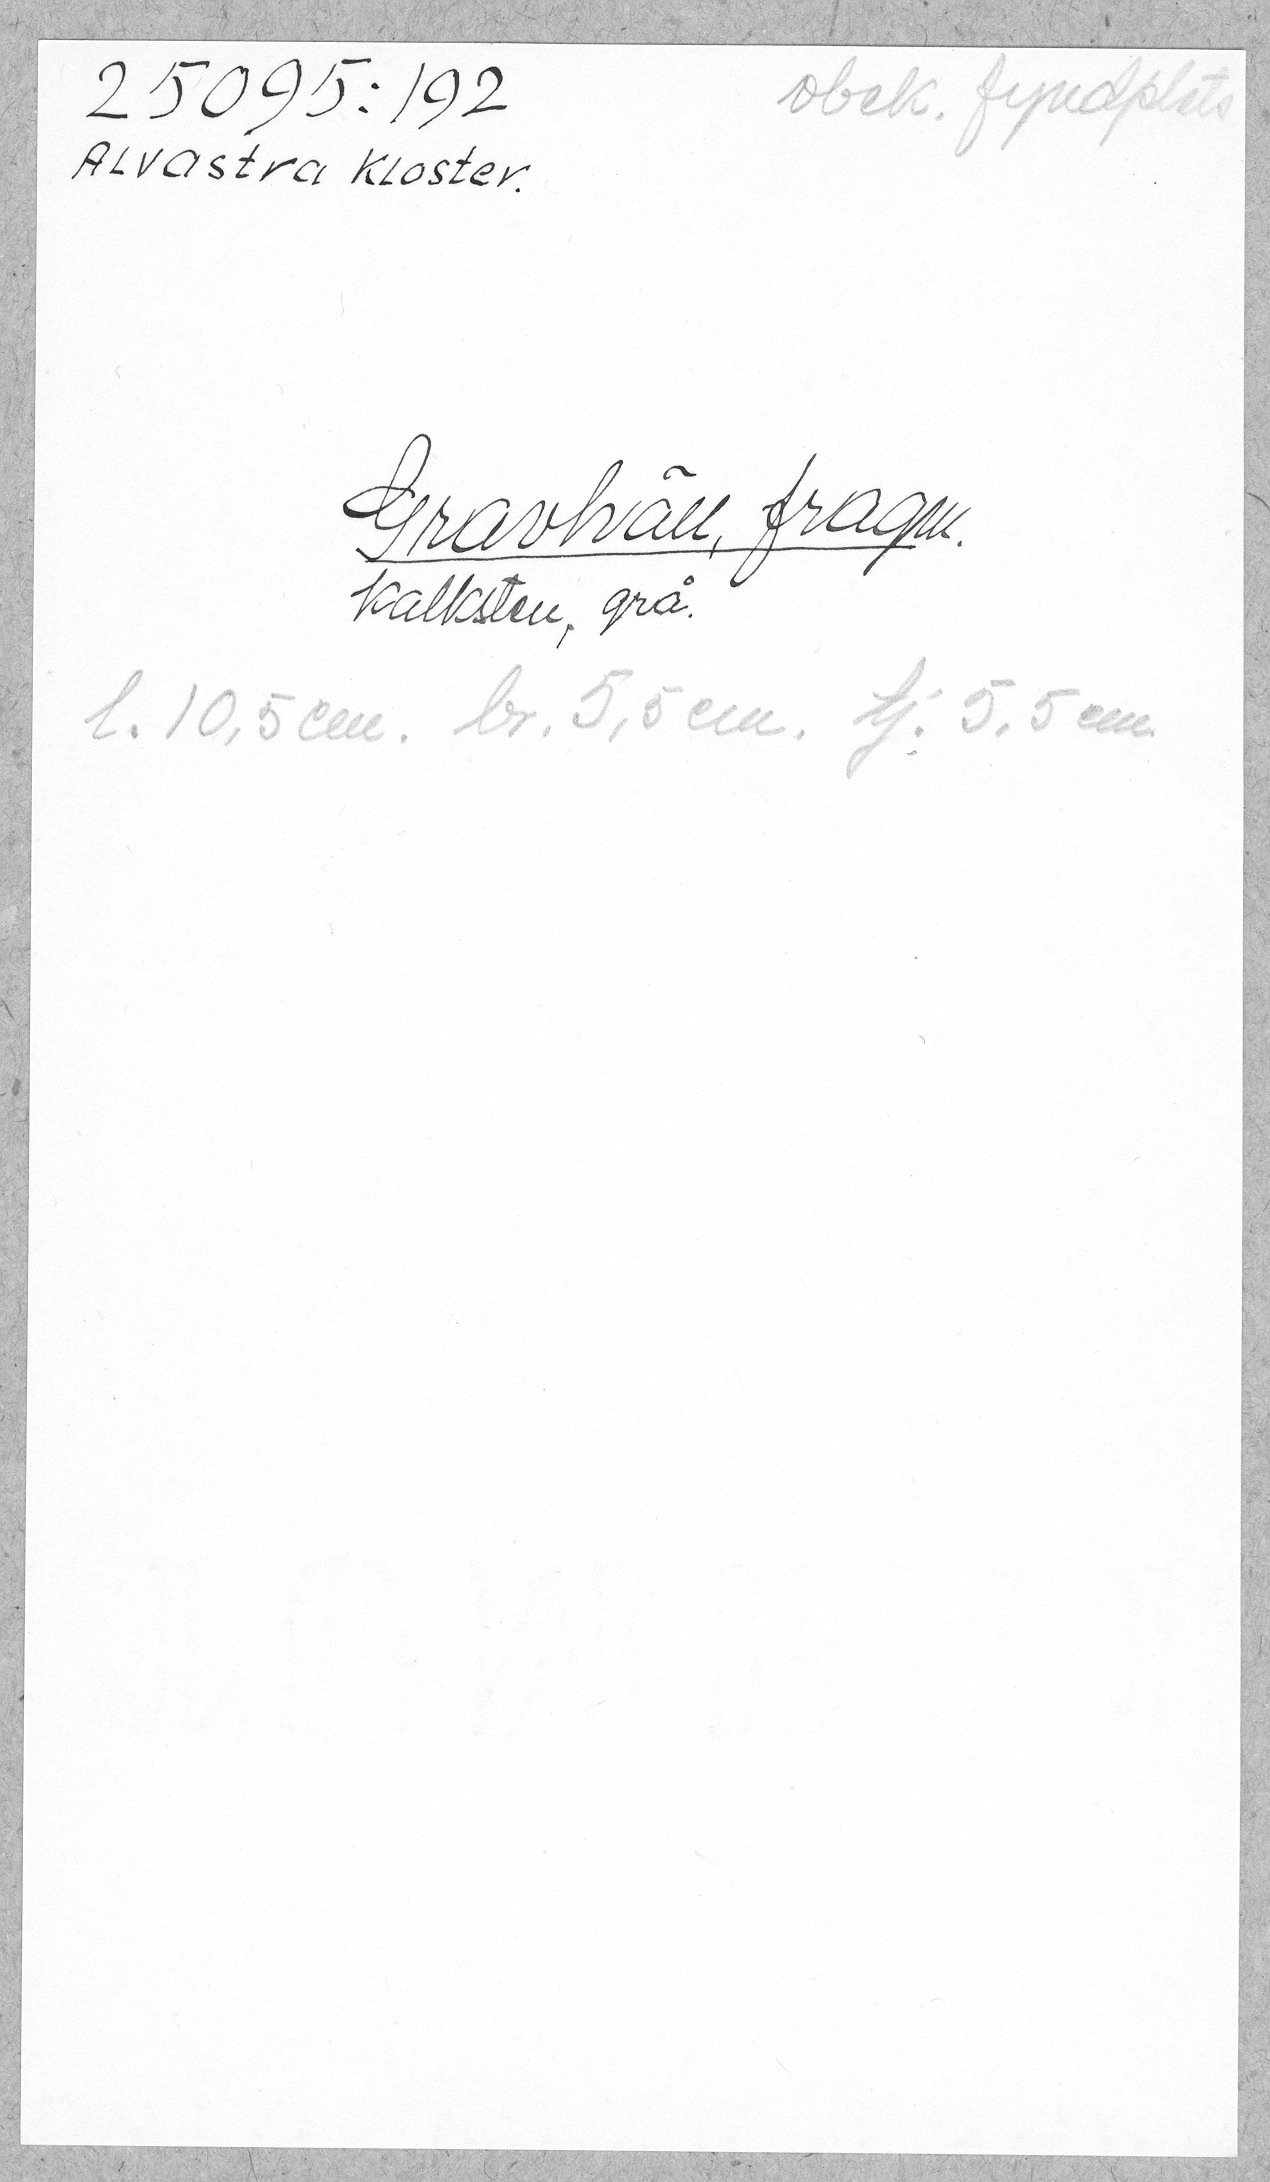 25095:192
obek. fyndplats
Alvastra Kloster.
Gravhäll, fragm.
Kalksten, grå.
l. 10,5 cm. br. 5,5 cm. tj. 5,5 cm.